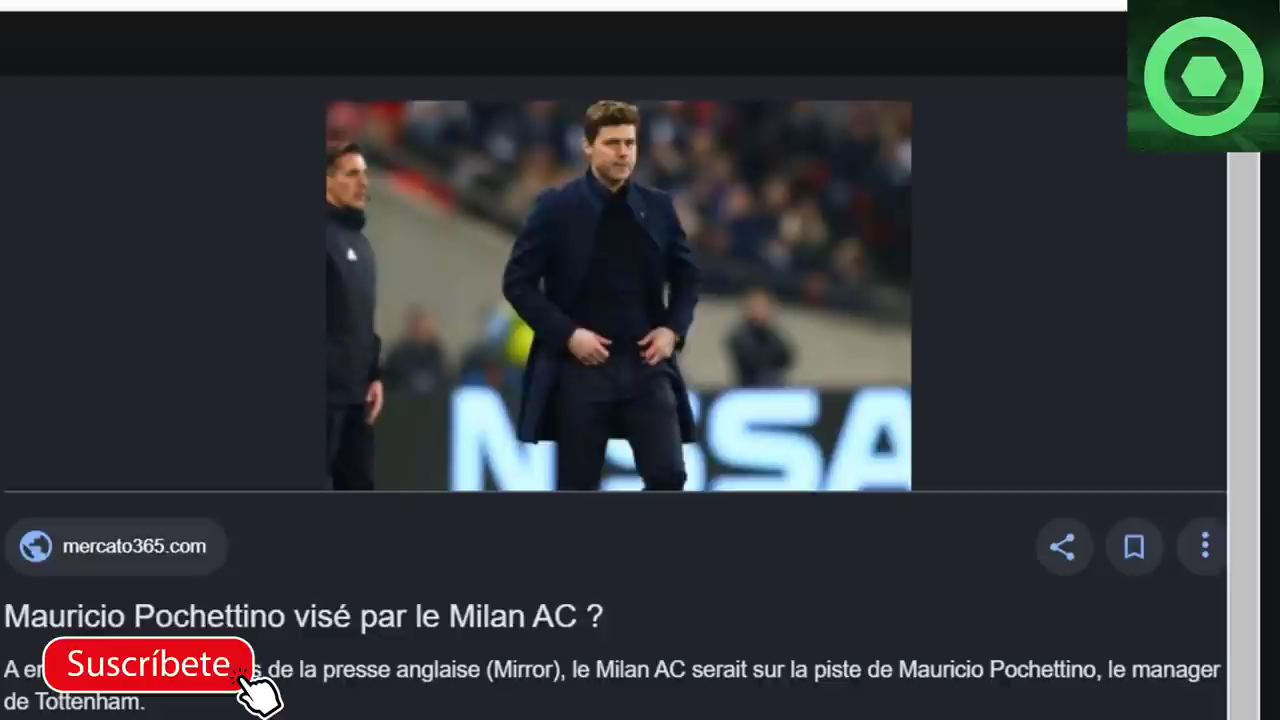 NISSA
mercato365.com
Mauricio Pochettino visé par le Milan AC ?
A s de la presse anglaise (Mirror), le Milan AC serait sur la piste de Mauricio Pochettino, le manager
Suscríbete
de Tottenham.